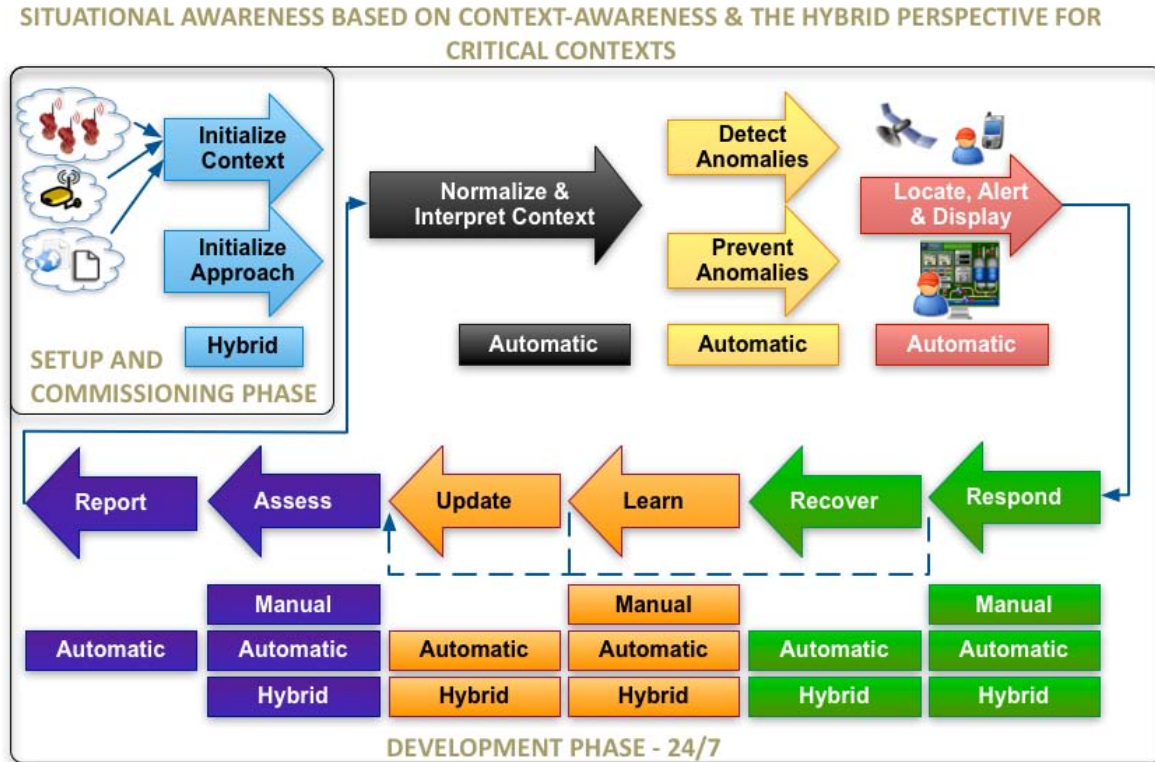 SITUATIONAL AWARENESS BASED ON CONTEXT-AWARENESS & THE HYBRID PERSPECTIVE FOR
CRITICAL CONTEXTS
Initialize
Context
Initialize
Approach
Hybrid
SETUP AND
COMMISSIONING PHASE
Normalize &
Interpret Context
Automatic
Detect
Anomalies
Prevent
Anomalies
Automatic
Locate, Alert
& Display
Automatic
Report
Assess
Update
Learn
Recover
Respond
Manual
Manual
Manual
Automatic
Automatic
Automatic
Automatic
Automatic
Automatic
Hybrid
Hybrid
Hybrid
Hybrid
Hybrid
DEVELOPMENT PHASE - 24/7